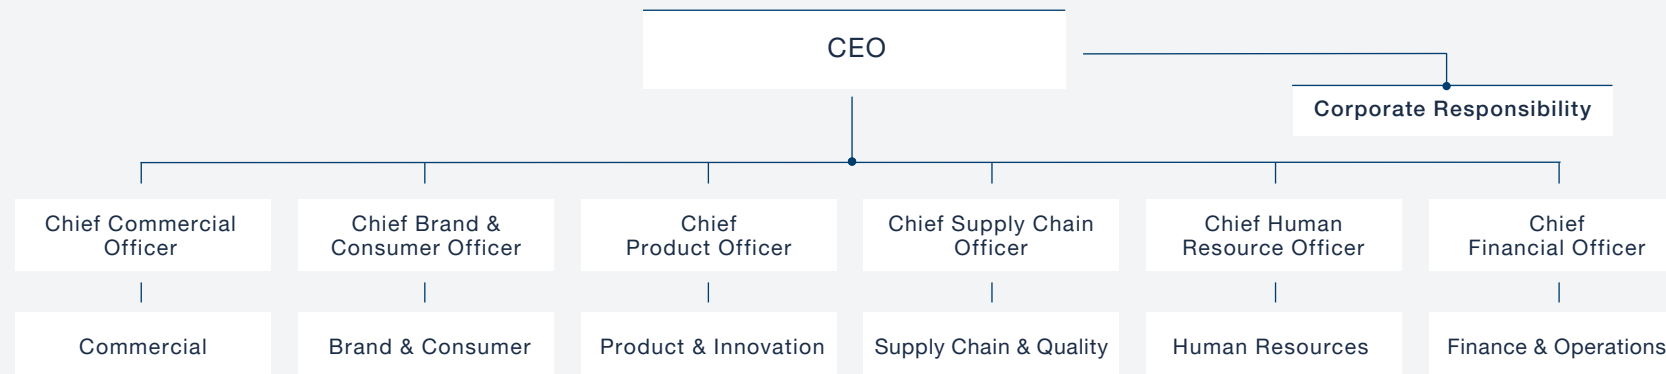 CEO
Corporate Responsibility
Chief Commercial
Officer
Chief Brand &
Consumer Officer
Chief
Product Officer
Chief Supply Chain
Officer
Chief Human
Resource Officer
Chief
Financial Officer
Commercial
Brand & Consumer
Product & Innovation
Supply Chain & Quality
Human Resources
Finance & Operations